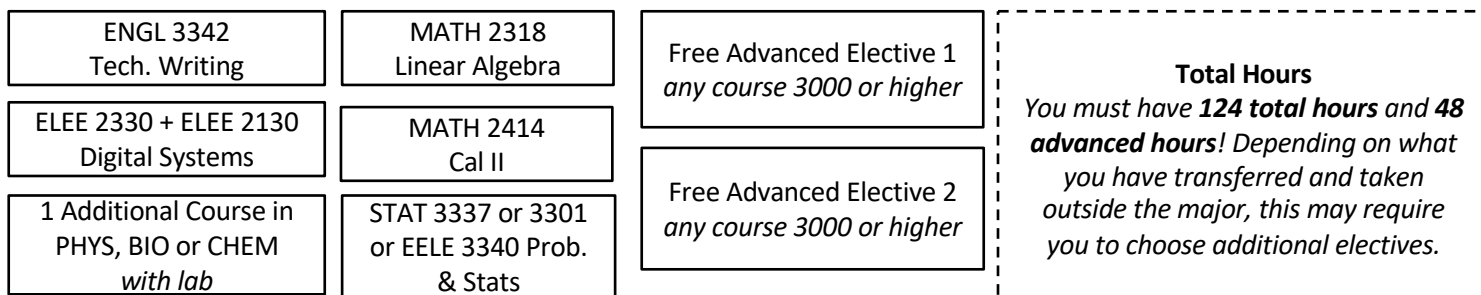 ENGL 3342
Tech. Writing
ELEE 2330 + ELEE 2130
Digital Systems
1 Additional Course in
PHYS, BIO or CHEM
with lab
MATH 2318
Linear Algebra
MATH 2414
Cal II
STAT 3337 or 3301
or EELE 3340 Prob.
& Stats
Free Advanced Elective 1
any course 3000 or higher
Free Advanced Elective 2
any course 3000 or higher
Total Hours
You must have 124 total hours and 48
advanced hours! Depending on what
you have transferred and taken
outside the major, this may require
you to choose additional electives.